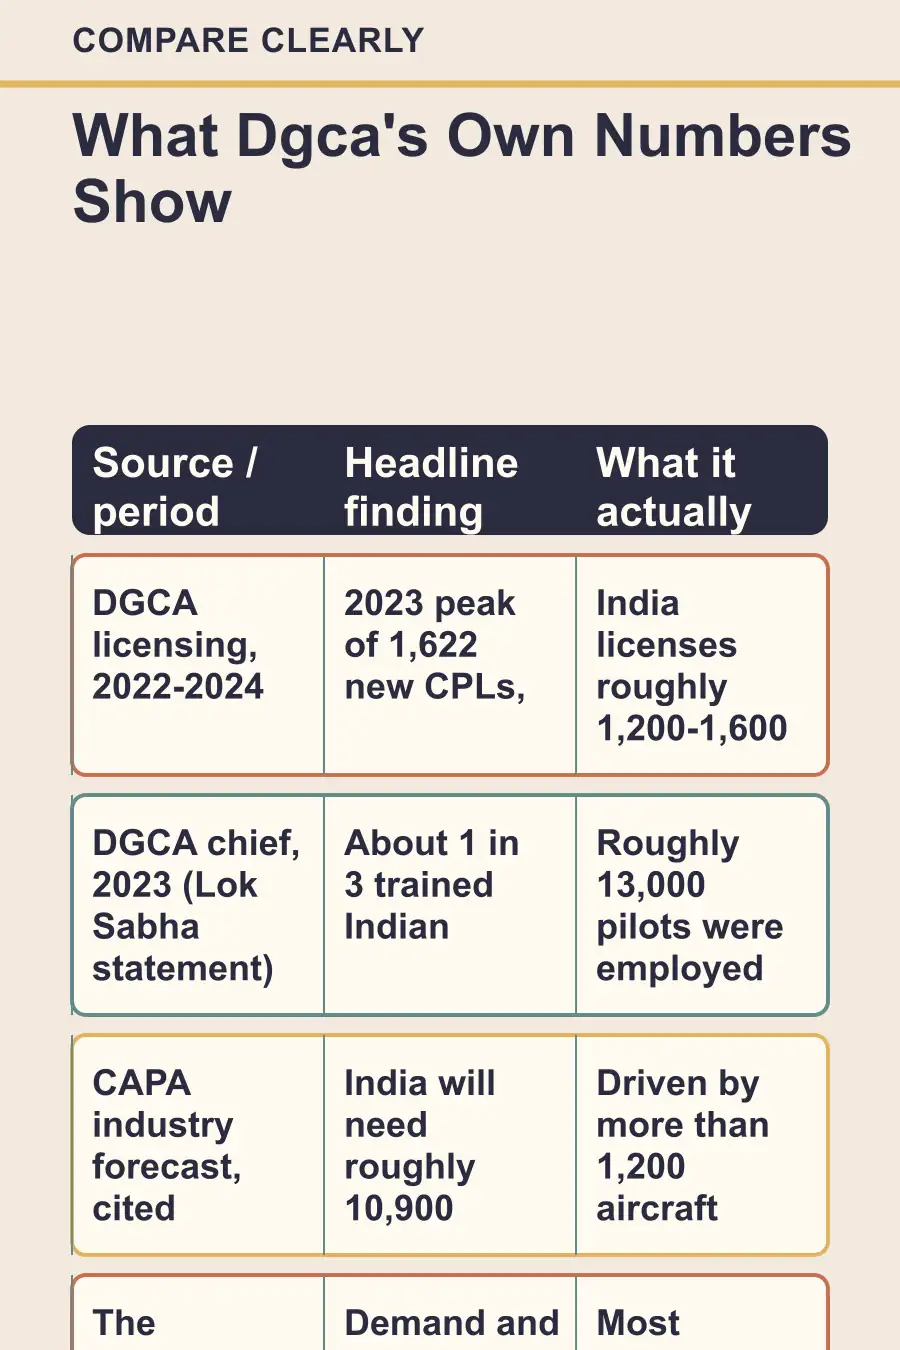 COMPARE CLEARLY
What Dgca's Own Numbers
Show
Source /
period
Headline
finding
What it
actually
DGCA
licensing,
2022-2024
2023 peak
of 1,622
new CPLs,
India
licenses
roughly
1,200-1,600
DGCA chief,
2023 (Lok
Sabha
statement)
About 1 in
3 trained
Indian
Roughly
13,000
pilots were
employed
CAPA
industry
forecast,
cited
India will
need
roughly
10,900
Driven by
more than
1,200
aircraft
The
Demand and
Most